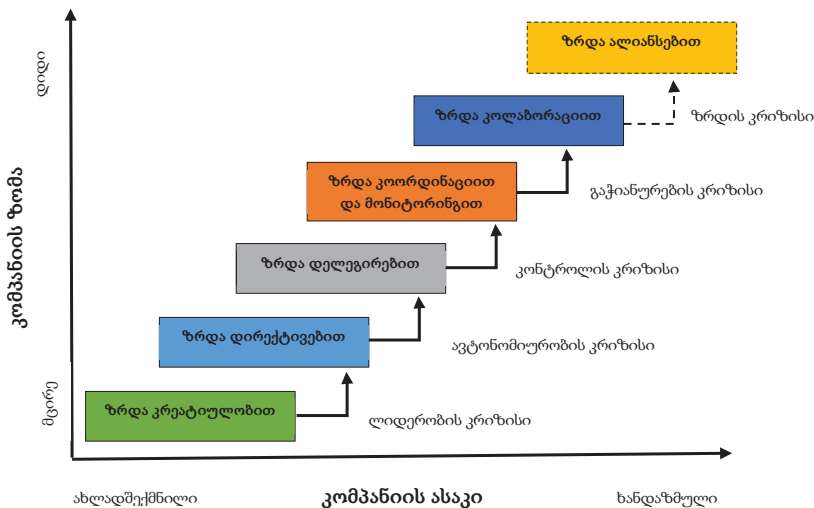 ზრდა ალიანსებით
დიდი
ზრდა კოლაბორაციით
ზრდის კრიზისი
ზრდა კოორდინაციით
და მონიტორინგით
გაჭიანურების კრიზისი
კომპანიის ზომა
ზრდა დელეგირებით
კონტროლის კრიზისი
ზრდა დირექტივებით
ავტონომიურობის კრიზისი
მცირე
ზრდა კრეატიულობით
ლიდერობის კრიზისი
ახლადშექმნილი
კომპანიის ასაკი
ხანდაზმული